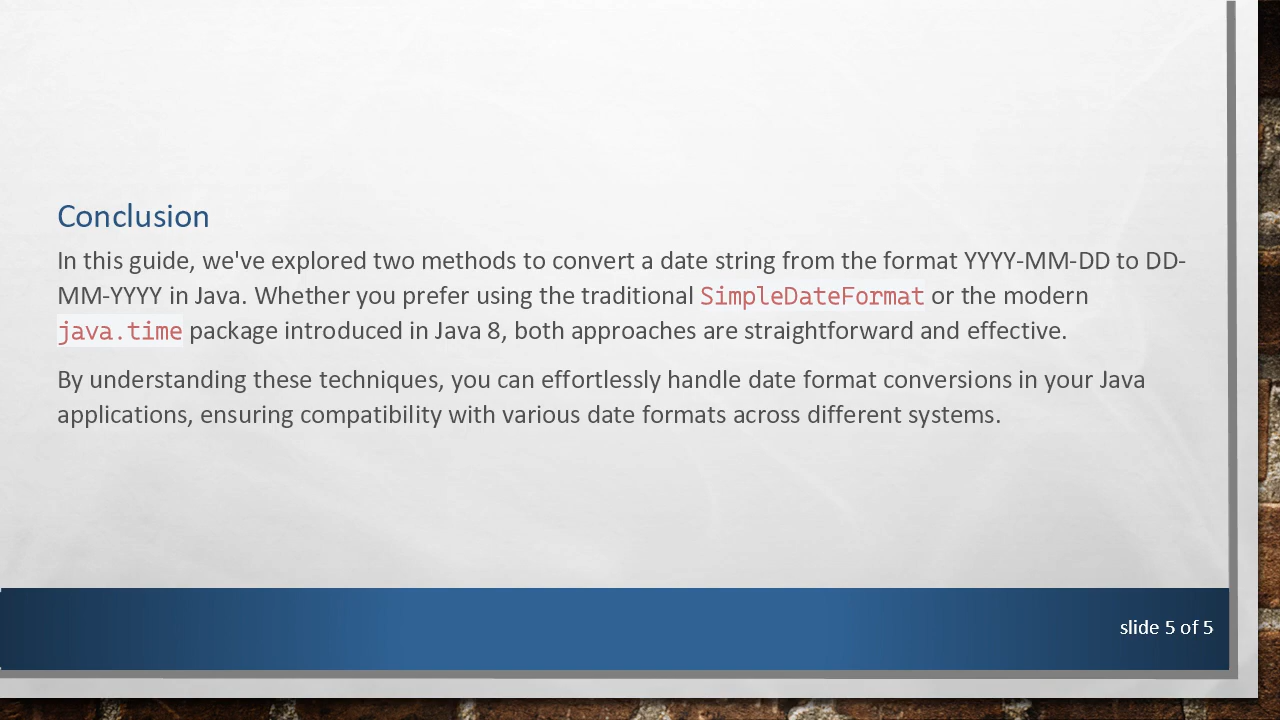 Conclusion
In this guide, we've explored two methods to convert a date string from the format YYYY-MM-DD to DD-
MM-YYYY in Java. Whether you prefer using the traditional SimpleDateFormat or the modern
java.time package introduced in Java 8, both approaches are straightforward and effective.
By understanding these techniques, you can effortlessly handle date format conversions in your Java
applications, ensuring compatibility with various date formats across different systems.
slide 5 of 5